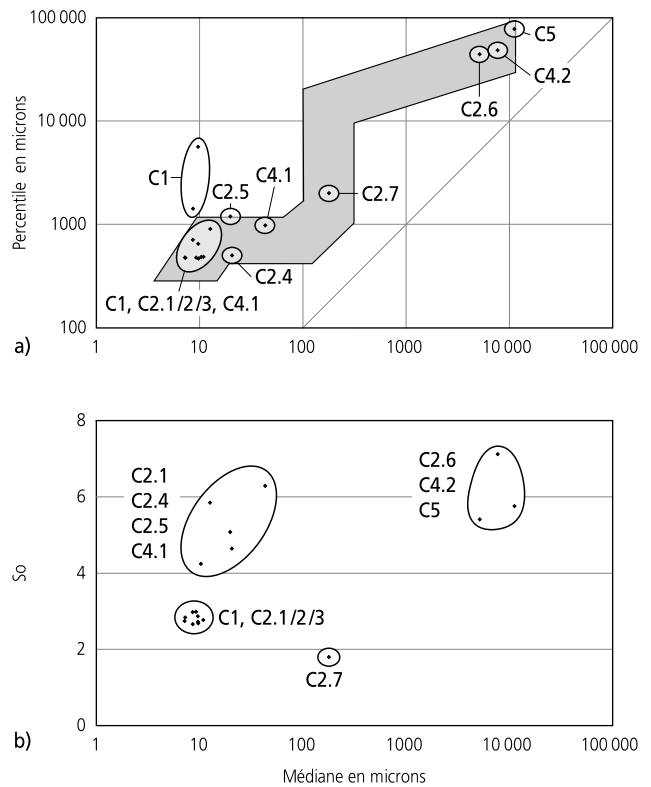 100 000
10 000
1000
100
Percentile en microns
C5
C4.2
C2.6
C1
C2.5
C4.1
C2.7
C2.4
C1, C2.1/2/3, C4.1
a)
1 10 100 1000 10 000 100 000
8
6
4
2
0
So
C2.1
C2.4
C2.5
C4.1
C2.6
C4.2
C5
C1, C2.1/2/3
C2.7
b)
1 10 100 1000 10 000 100 000
Médiane en microns